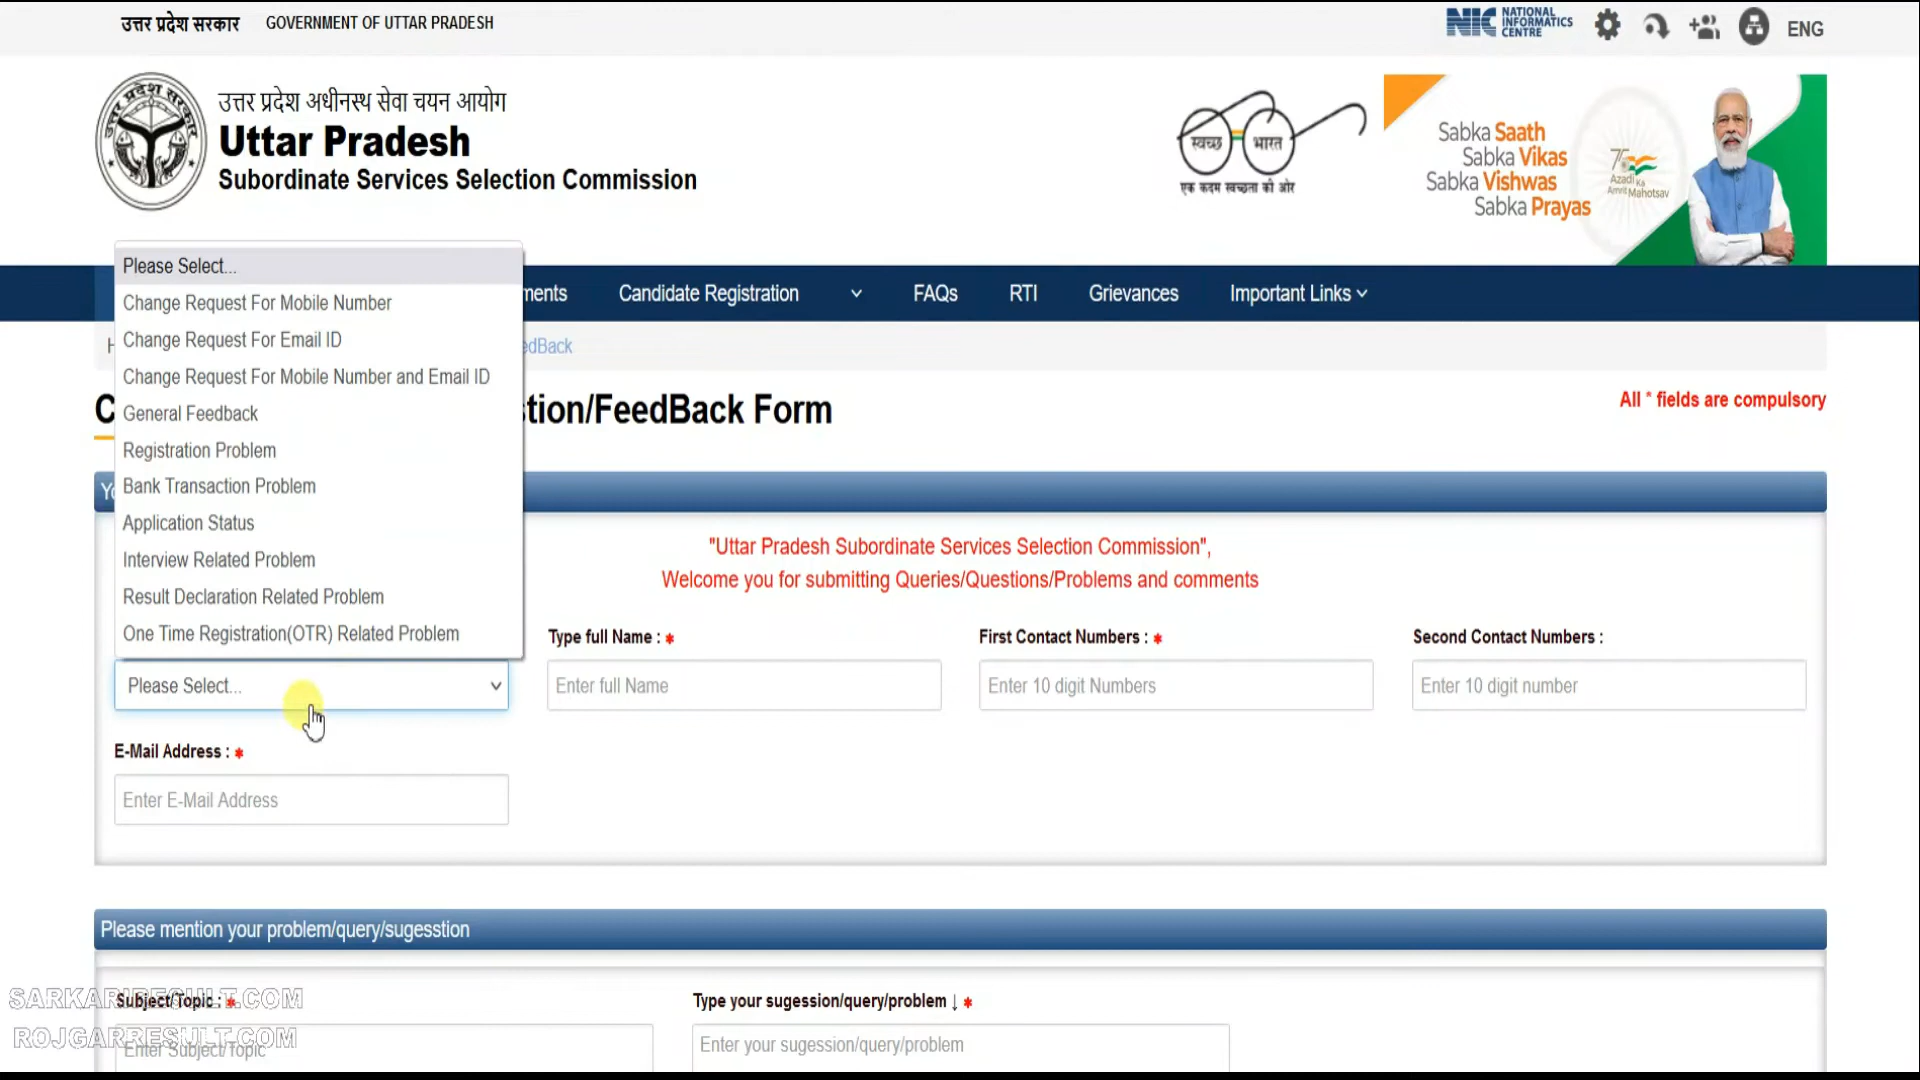 उत्तर प्रदेश सरकार GOVERNMENT OF UTTAR PRADESH
NIC NATIONAL INFORMATICS CENTRE
ENG
उत्तर प्रदेश अधीनस्थ सेवा चयन आयोग
Uttar Pradesh
Subordinate Services Selection Commission
स्वच्छ भारत
एक कदम स्वच्छता की ओर
Sabka Saath
Sabka Vikas
Sabka Vishwas
Sabka Prayas
75
Azadi Ka
Amrit Mahotsav
Please Select...
Change Request For Mobile Number
Change Request For Email ID
Change Request For Mobile Number and Email ID
General Feedback
Registration Problem
Bank Transaction Problem
Application Status
Interview Related Problem
Result Declaration Related Problem
One Time Registration(OTR) Related Problem
ments Candidate Registration FAQs RTI Grievances Important Links
edBack
stion/FeedBack Form
All * fields are compulsory
"Uttar Pradesh Subordinate Services Selection Commission",
Welcome you for submitting Queries/Questions/Problems and comments
Type full Name : * First Contact Numbers : * Second Contact Numbers :
Please Select... Enter full Name Enter 10 digit Numbers Enter 10 digit number
E-Mail Address : *
Enter E-Mail Address
Please mention your problem/query/sugesstion
Subject/Topic : * Type your sugession/query/problem ↓ *
Enter Subject/Topic Enter your sugession/query/problem
SARKARIRESULT.COM
ROJGARRESULT.COM